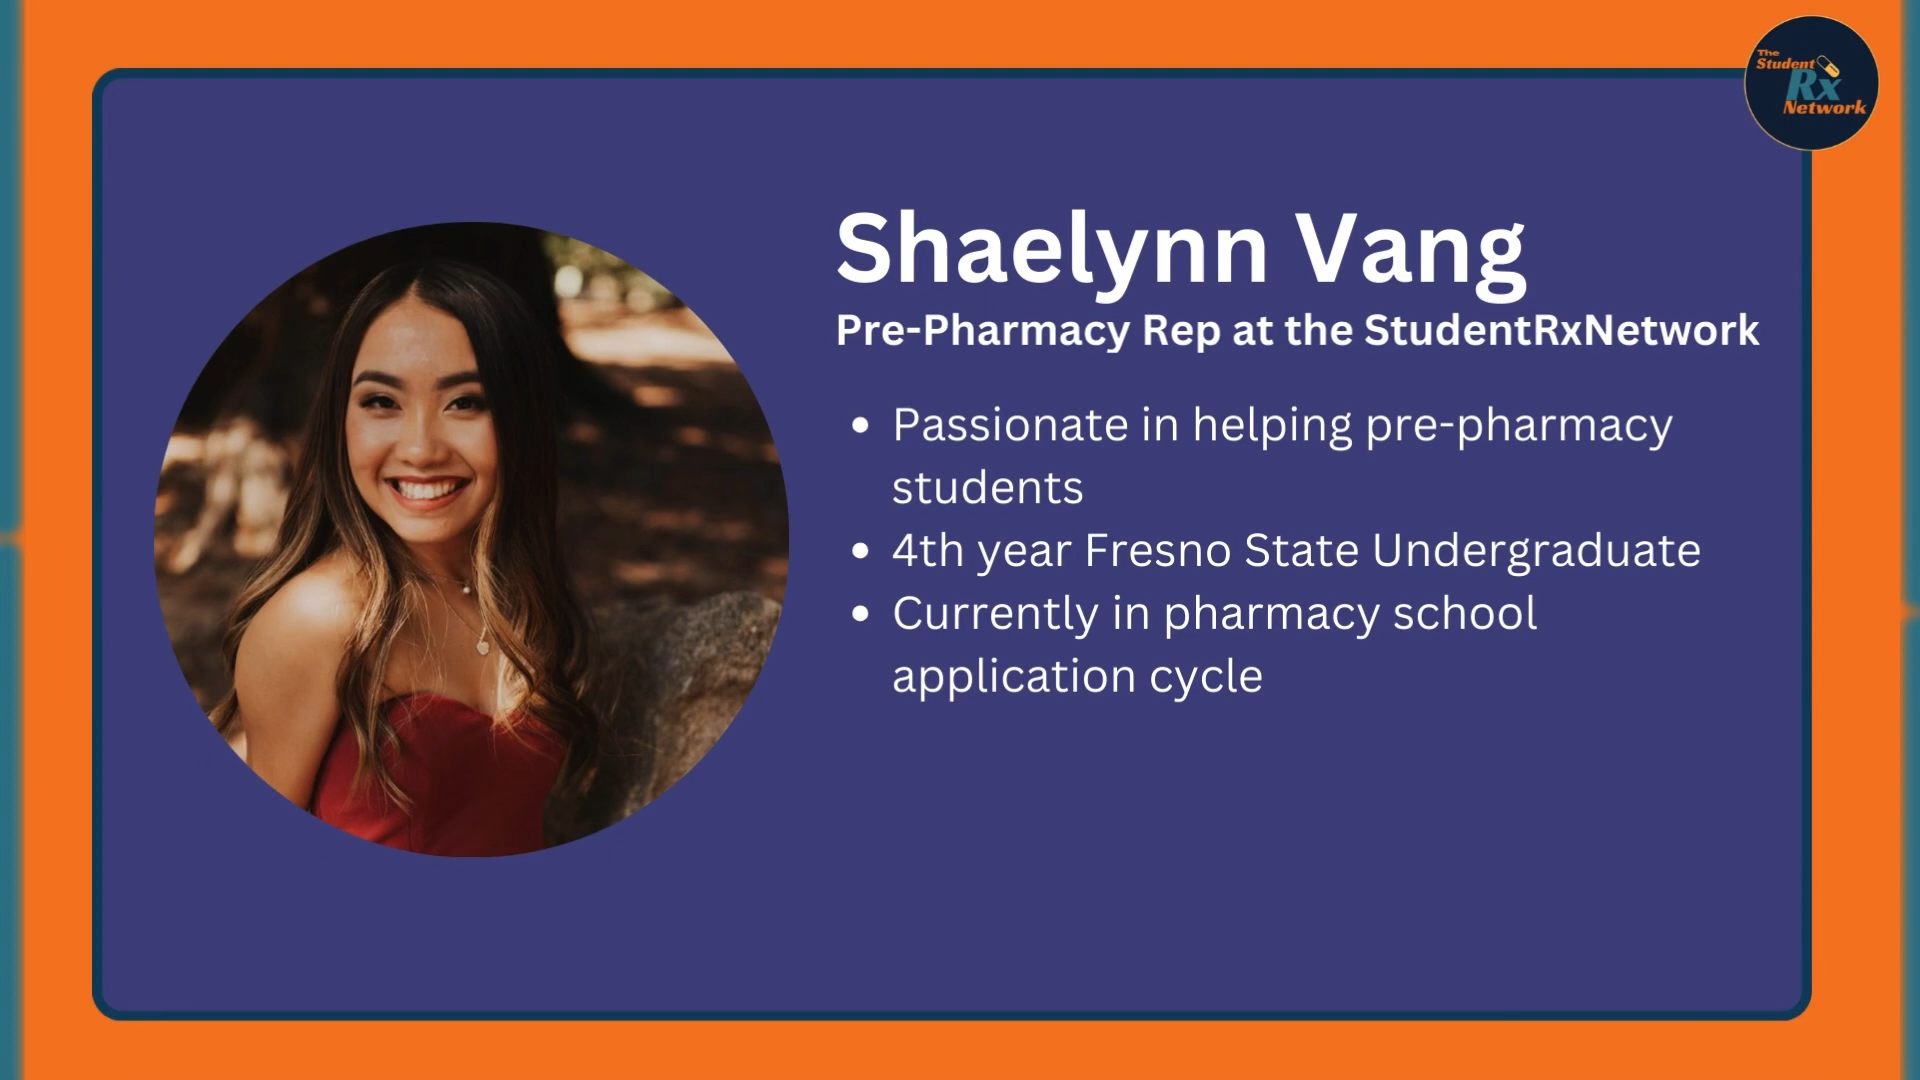 The
Student
Rx
Network
Shaelynn Vang
Pre-Pharmacy Rep at the StudentRxNetwork
• Passionate in helping pre-pharmacy
students
• 4th year Fresno State Undergraduate
• Currently in pharmacy school
application cycle